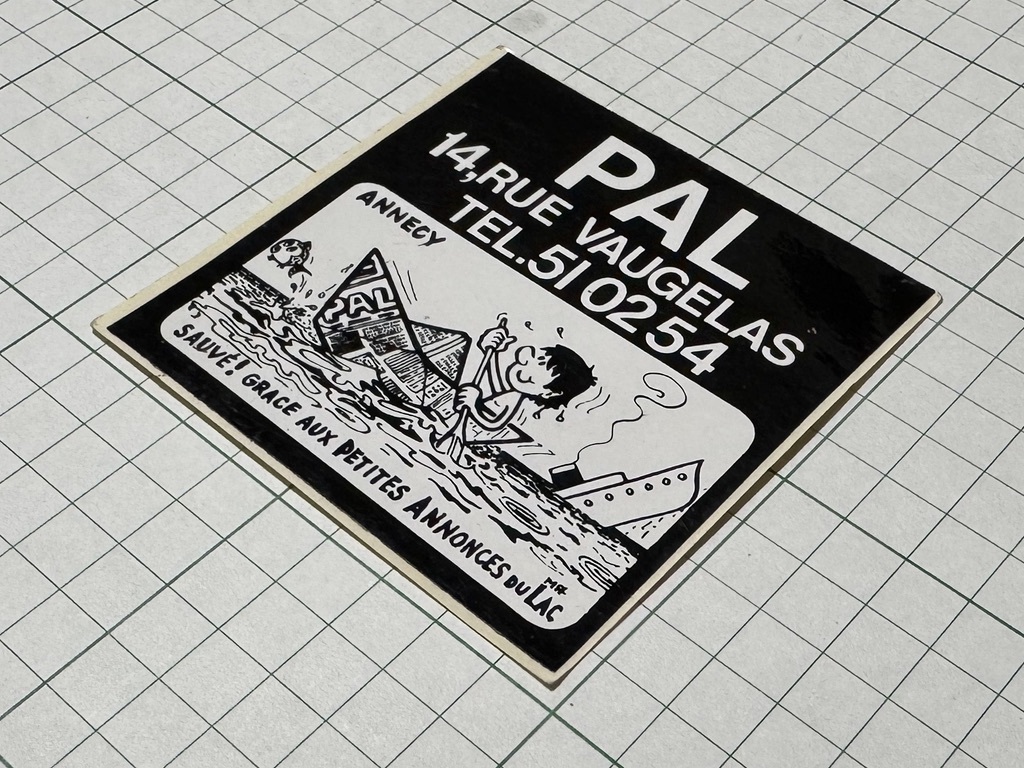 PAL
14, RUE VAUGELAS
TEL. 51 02 54
ANNECY
PAL
SAUVÉ! GRACE AUX PETITES ANNONCES DU LAC